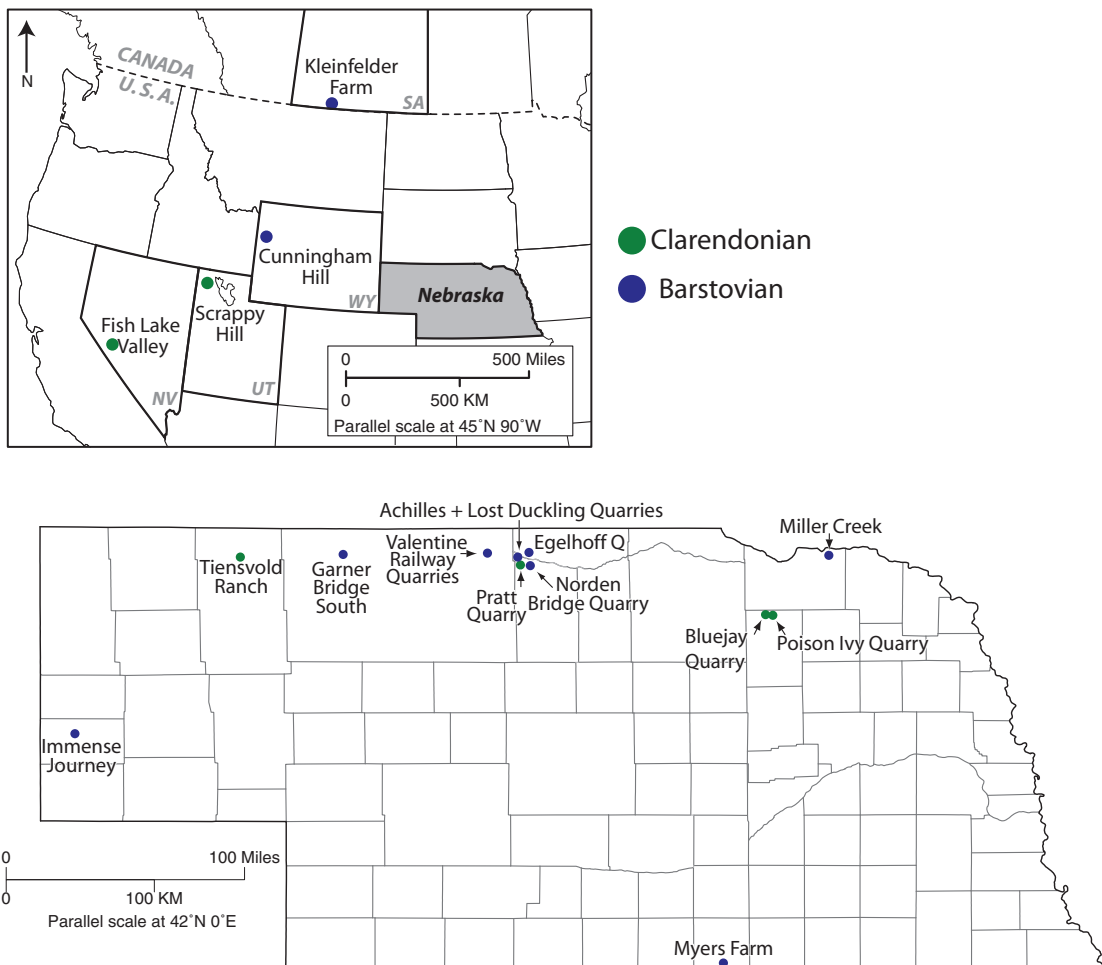 N
CANADA
U.S.A.
Kleinfelder
Farm
SA
Cunningham
Hill
WY
Nebraska
Scrappy
Hill
UT
Fish Lake
Valley
NV
0 500 Miles
0 500 KM
Parallel scale at 45°N 90°W
Clarendonian
Barstovian
Achilles + Lost Duckling Quarries
Miller Creek
Valentine
Railway
Quarries
Egelhoff Q
Tiensvold
Ranch
Garner
Bridge
South
Pratt
Quarry
Norden
Bridge Quarry
Bluejay
Quarry
Poison Ivy Quarry
Immense
Journey
0 100 Miles
0 100 KM
Parallel scale at 42°N 0°E
Myers Farm